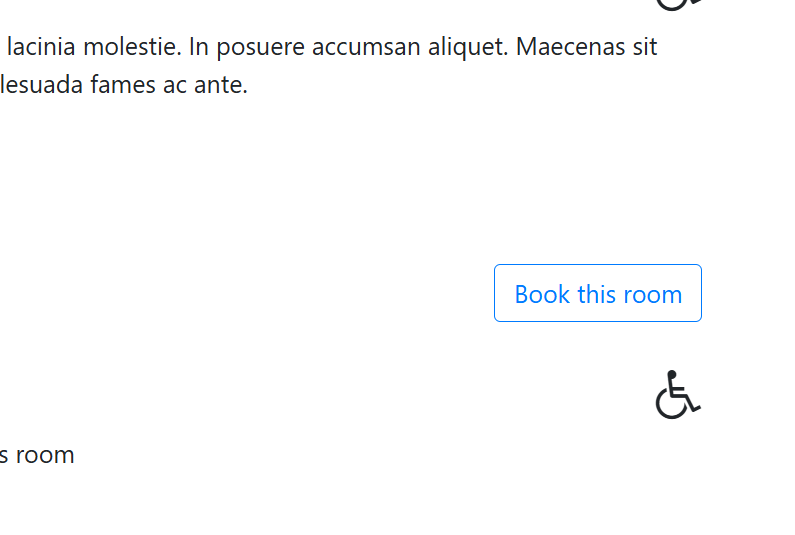 lacinia molestie. In posuere accumsan aliquet. Maecenas sit
lesuada fames ac ante.
Book this room
s room